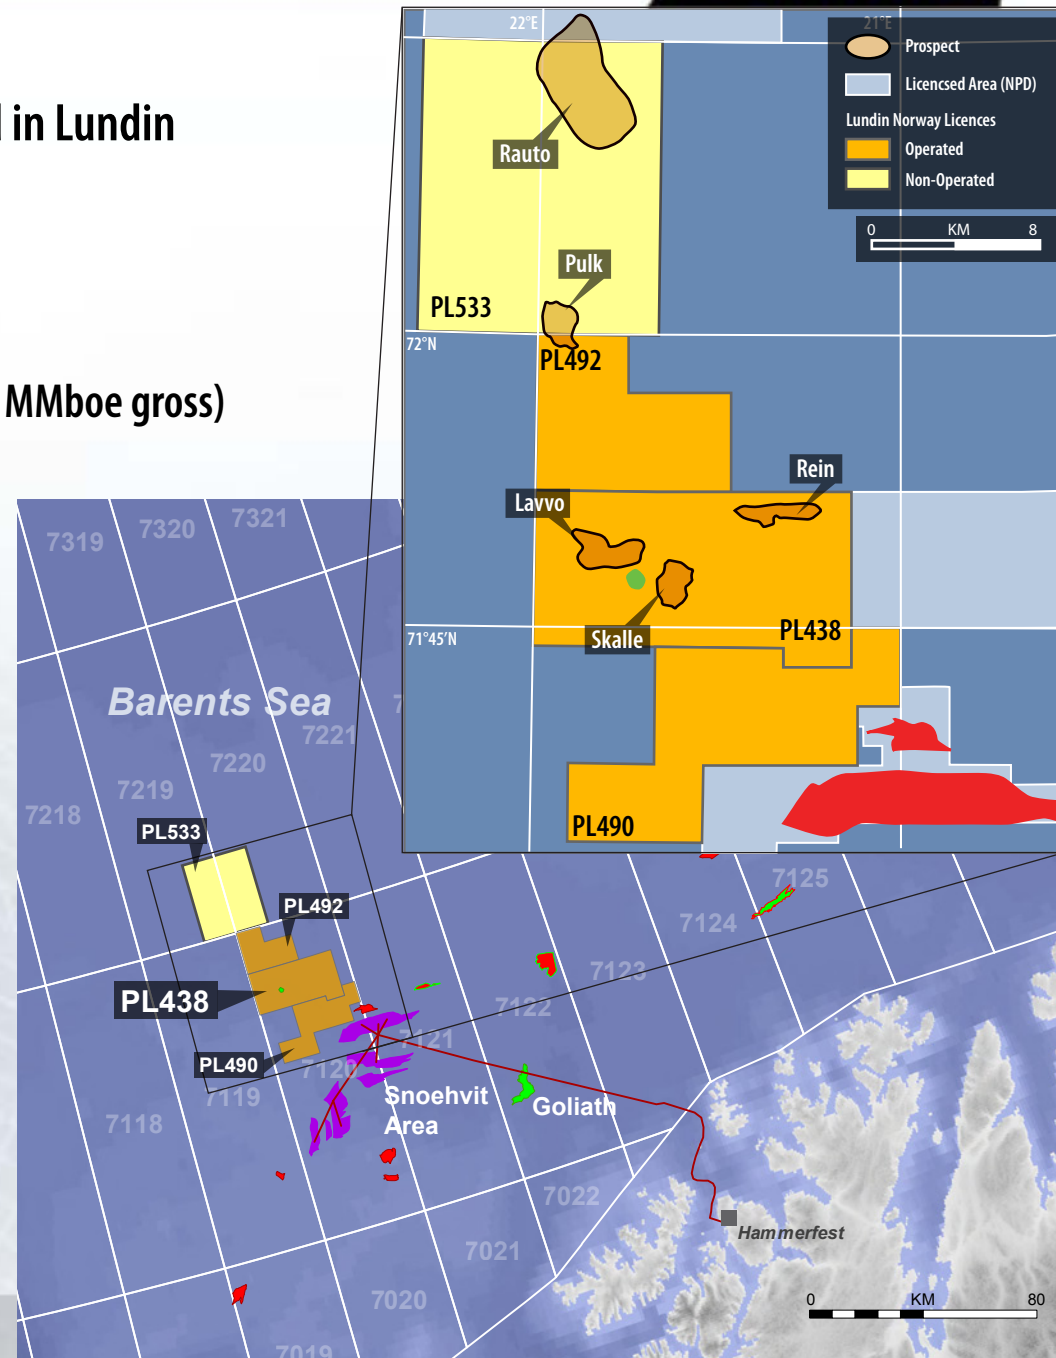 in Lundin
MMboe gross)
22°E
21°E
Prospect
Licencsed Area (NPD)
Lundin Norway Licences
Operated
Non-Operated
0 KM 8
Rauto
Pulk
PL533
72°N
PL492
Rein
Lavvo
Skalle
PL438
71°45'N
PL490
7319
7320
7321
Barents Sea
7221
7220
7219
7218
PL533
PL492
PL438
PL490
7125
7124
7123
7122
7121
7120
7119
7118
Snoehvit
Area
Goliath
7022
7021
7020
7019
Hammerfest
0 KM 80